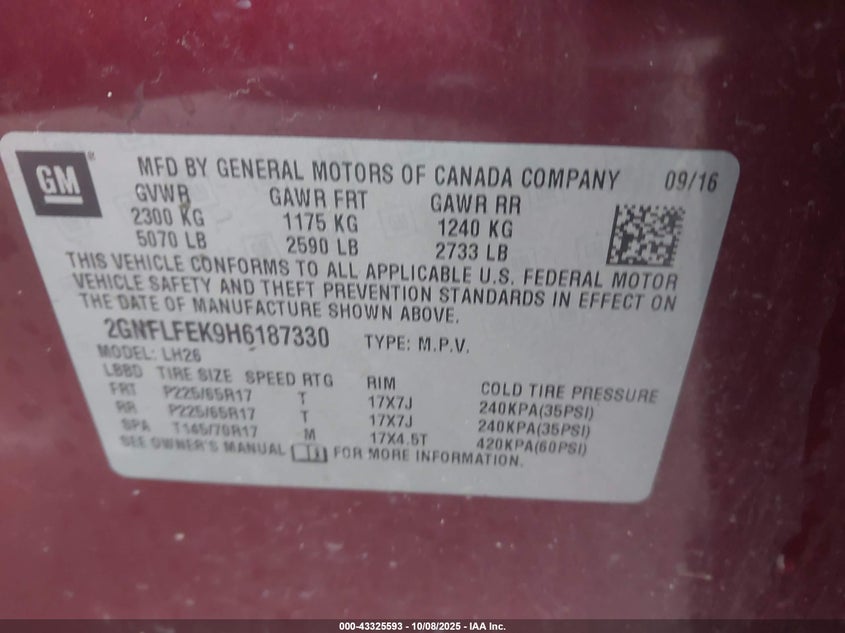 GM ® MFD BY GENERAL MOTORS OF CANADA COMPANY 09/16
GVWR GAWR FRT GAWR RR
2300 KG 1175 KG 1240 KG
5070 LB 2590 LB 2733 LB
THIS VEHICLE CONFORMS TO ALL APPLICABLE U.S. FEDERAL MOTOR
VEHICLE SAFETY AND THEFT PREVENTION STANDARDS IN EFFECT ON
THE DATE OF MANUFACTURE SHOWN ABOVE.
2GNFLFEK9H6187330 TYPE: M.P.V.
MODEL: LH26
LBBD TIRE SIZE SPEED RTG RIM COLD TIRE PRESSURE
FRT P225/65R17 T 17X7J 240KPA(35PSI)
RR P225/65R17 T 17X7J 240KPA(35PSI)
SPA T145/70R17 M 17X4.5T 420KPA(60PSI)
SEE OWNER'S MANUAL FOR MORE INFORMATION.
000-43325593 - 10/08/2025 - IAA Inc.